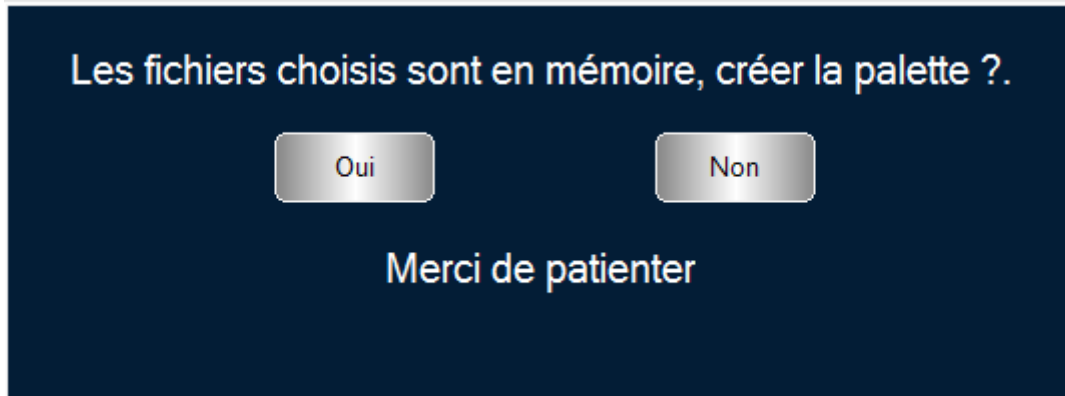 Les fichiers choisis sont en mémoire, créer la palette ?.
Oui Non
Merci de patienter